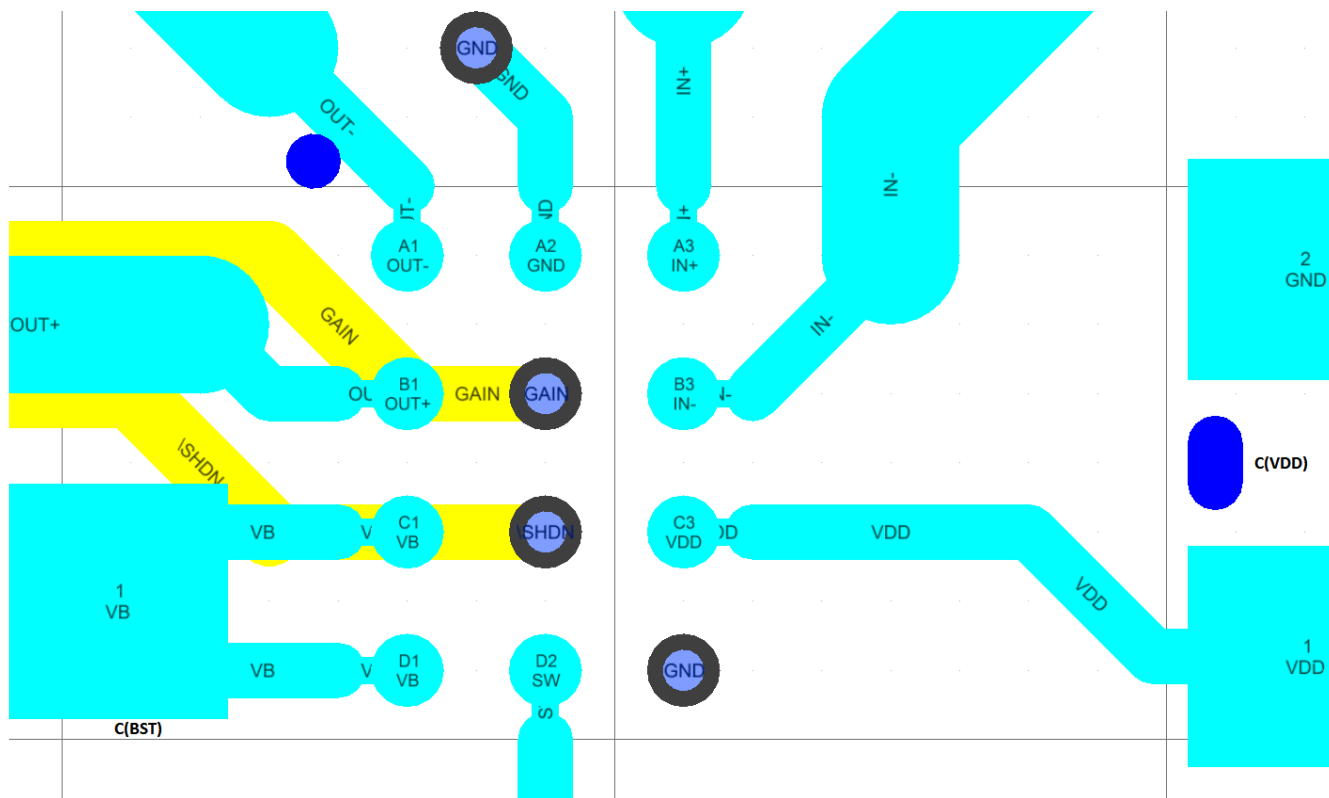 GND
GND
OUT-
IN+
IN-
A1
OUT-
A2
GND
A3
IN+
2
GND
OUT+
GAIN
IN-
B1
OUT+
GAIN
GAIN
B3
IN-
\SHDN
C(VDD)
VB
C1
VB
\SHDN
C3
VDD
VDD
VDD
1
VB
1
VDD
VB
D1
VB
D2
SW
GND
C(BST)